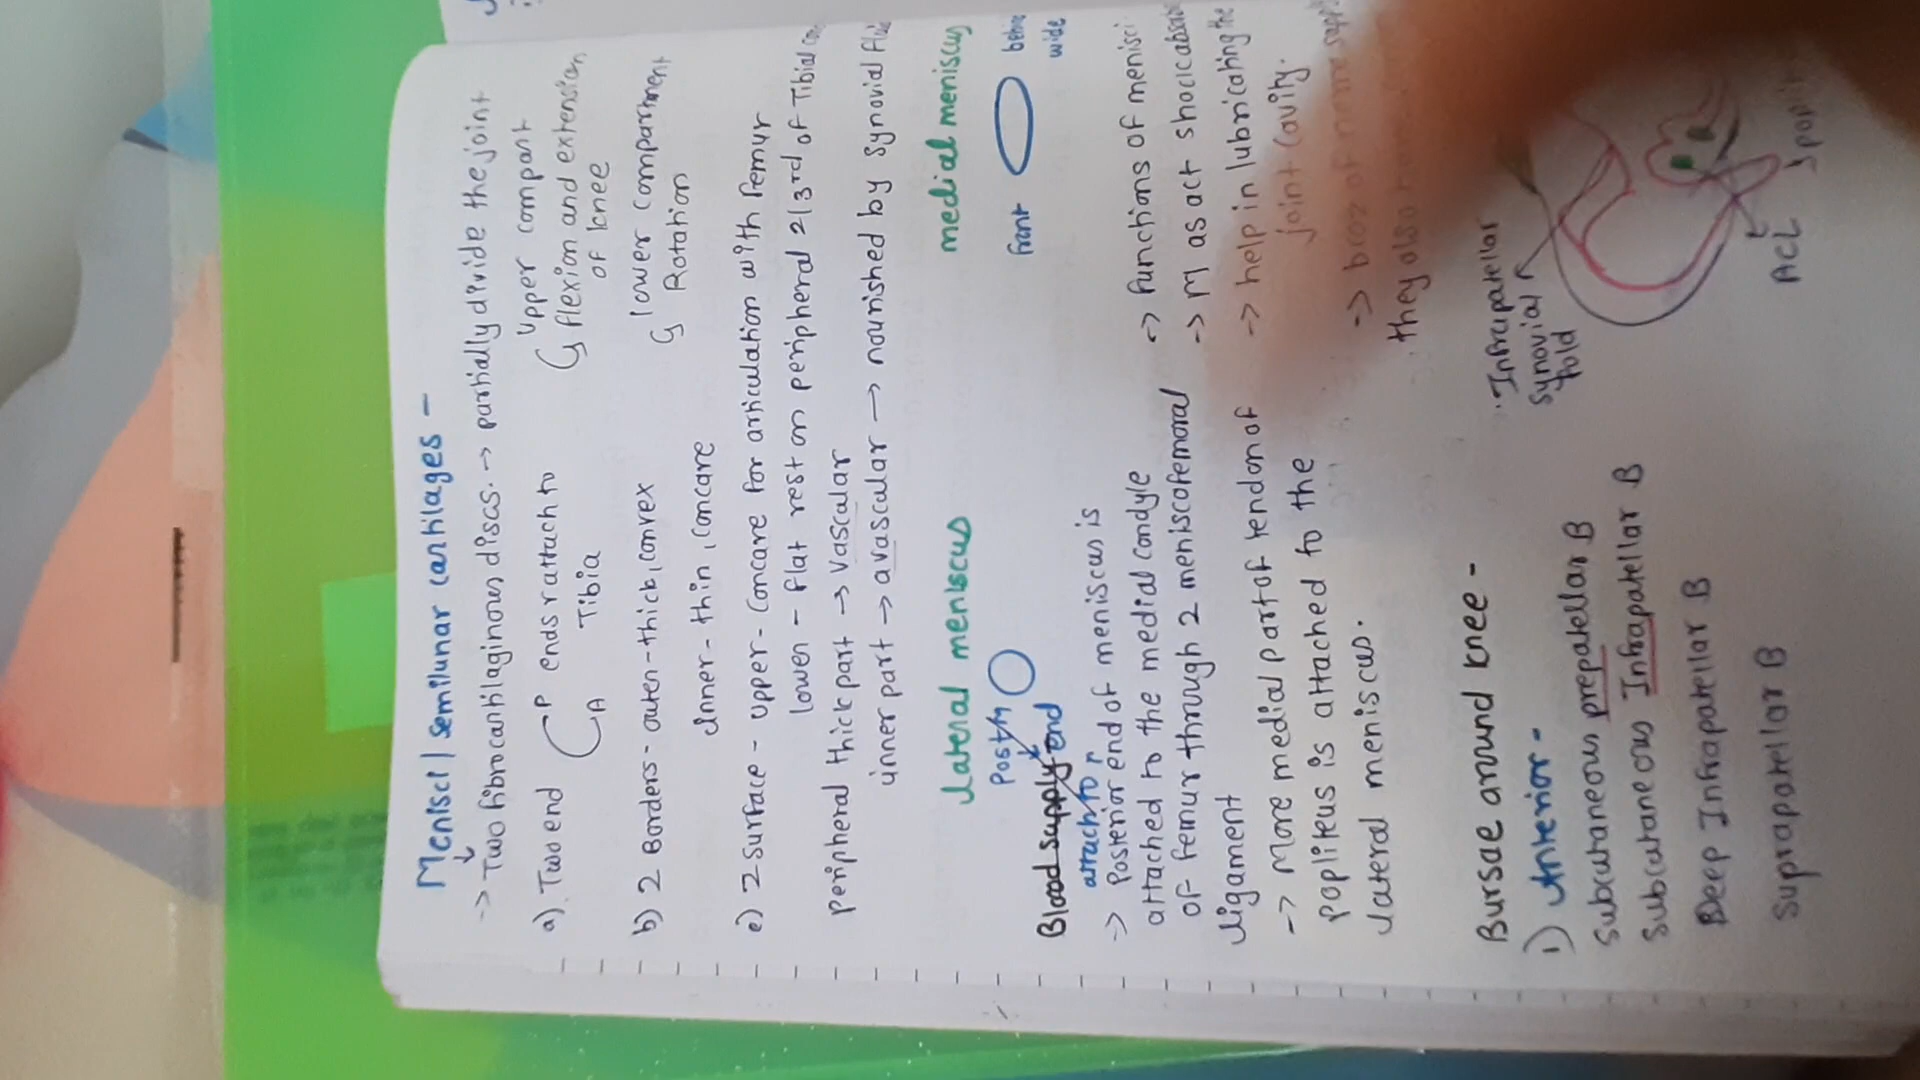 Menisci / semilunar cartilages -
-> Two fibrocartilaginous discs. -> partially divide the joint
a) Two end P ends r attach to
A Tibia
Upper compant
flexion and extension
of knee
b) 2 Borders - outer - thick, convex
inner - thin, concave
lower compartment
Rotation
c) 2 surface - upper - concave for articulation with femur
lower - flat rest on peripheral 2/3rd of Tibial
peripheral thick part -> vascular
inner part -> avascular -> nourished by synovial
lateral meniscus
medial meniscus
front
wide
end
Blood supply
attach to
-> Posterior end of meniscus is
attached to the medial condyle
of femur through 2 meniscofemoral
ligament
-> More medial part of tendon of
popliteus is attached to the
lateral meniscus.
-> functions of menisci
-> M as act shock
-> help in lubricating the
joint cavity.
they also
Bursae around knee -
1) Anterior -
Subcutaneous prepatellar B
Subcutaneous Infrapatellar B
Deep Infrapatellar B
Suprapatellar B
Infrapatellar
synovial
fold
ACL